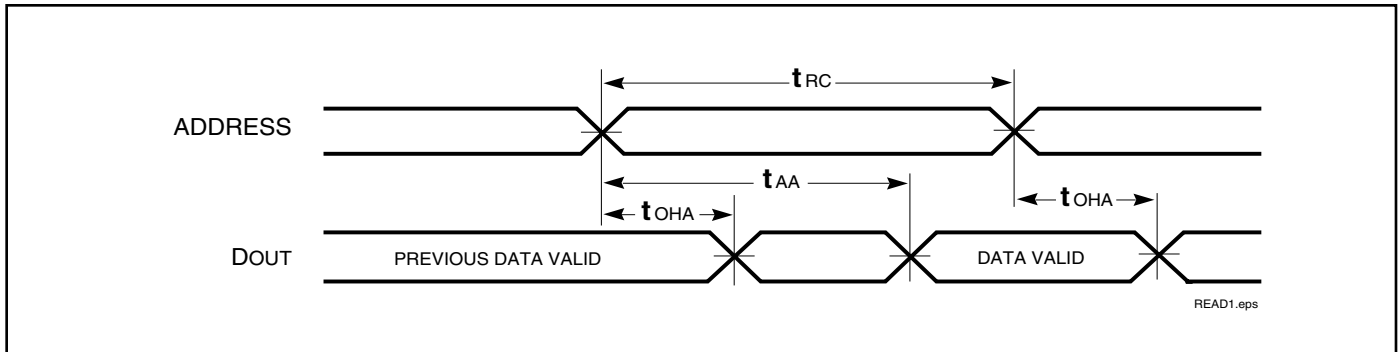 tRC
ADDRESS
tAA
tOHA
tOHA
DOUT
PREVIOUS DATA VALID
DATA VALID
READ1.eps